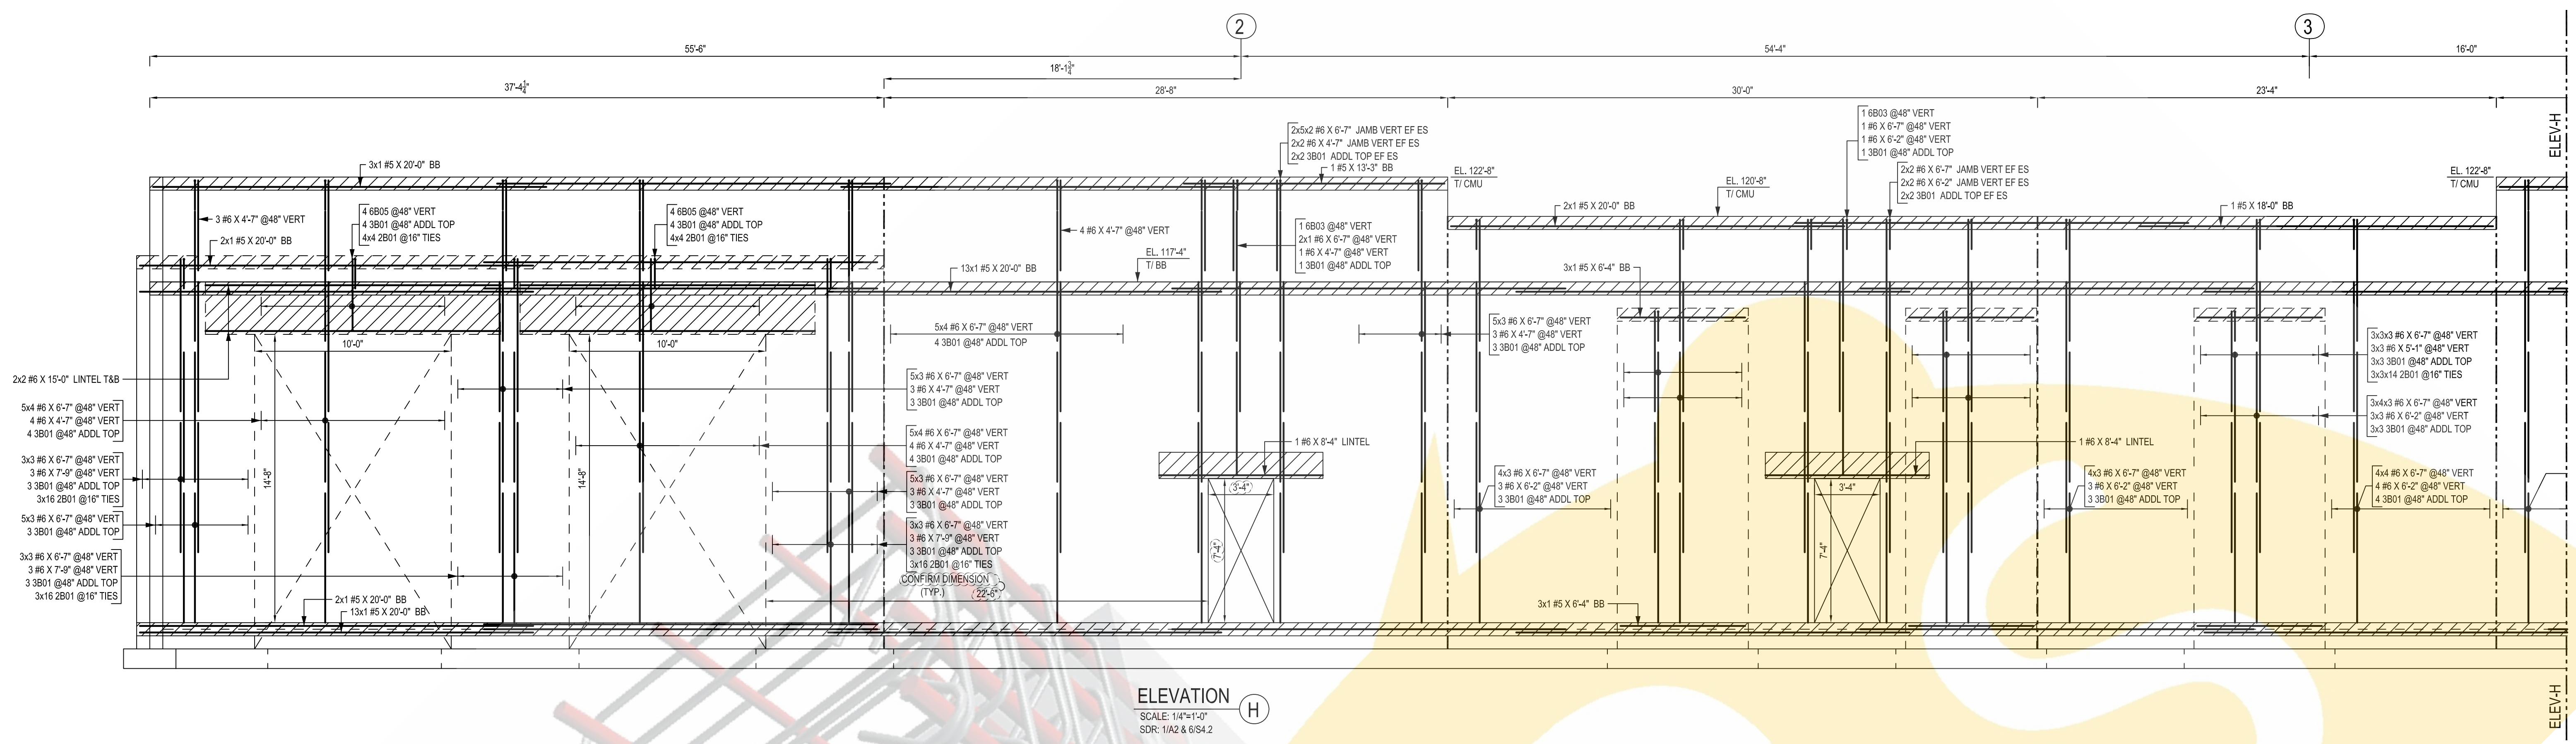 2
3
55'-6"
54'-4"
16'-0"
18'-1¾"
37'-4¼"
28'-8"
30'-0"
23'-4"
ELEV-H
3x1 #5 X 20'-0" BB
3 #6 X 4'-7" @48" VERT
2x1 #5 X 20'-0" BB
4 6B05 @48" VERT
4 3B01 @48" ADDL TOP
4x4 2B01 @16" TIES
4 6B05 @48" VERT
4 3B01 @48" ADDL TOP
4x4 2B01 @16" TIES
2x5x2 #6 X 6'-7" JAMB VERT EF ES
2x2 #6 X 4'-7" JAMB VERT EF ES
2x2 3B01 ADDL TOP EF ES
1 #5 X 13'-3" BB
EL. 122'-8"
T/ CMU
4 #6 X 4'-7" @48" VERT
EL. 117'-4"
T/ BB
13x1 #5 X 20'-0" BB
1 6B03 @48" VERT
2x1 #6 X 6'-7" @48" VERT
1 #6 X 4'-7" @48" VERT
1 3B01 @48" ADDL TOP
1 6B03 @48" VERT
1 #6 X 6'-7" @48" VERT
1 #6 X 6'-2" @48" VERT
1 3B01 @48" ADDL TOP
2x2 #6 X 6'-7" JAMB VERT EF ES
2x2 #6 X 6'-2" JAMB VERT EF ES
2x2 3B01 ADDL TOP EF ES
EL. 120'-8"
T/ CMU
2x1 #5 X 20'-0" BB
1 #5 X 18'-0" BB
EL. 122'-8"
T/ CMU
3x1 #5 X 6'-4" BB
10'-0"
10'-0"
14'-8"
14'-8"
2x2 #6 X 15'-0" LINTEL T&B
5x4 #6 X 6'-7" @48" VERT
4 #6 X 4'-7" @48" VERT
4 3B01 @48" ADDL TOP
3x3 #6 X 6'-7" @48" VERT
3 #6 X 7'-9" @48" VERT
3 3B01 @48" ADDL TOP
3x16 2B01 @16" TIES
5x3 #6 X 6'-7" @48" VERT
3 3B01 @48" ADDL TOP
3x3 #6 X 6'-7" @48" VERT
3 #6 X 7'-9" @48" VERT
3 3B01 @48" ADDL TOP
3x16 2B01 @16" TIES
2x1 #5 X 20'-0" BB
13x1 #5 X 20'-0" BB
5x4 #6 X 6'-7" @48" VERT
4 3B01 @48" ADDL TOP
5x3 #6 X 6'-7" @48" VERT
3 #6 X 4'-7" @48" VERT
3 3B01 @48" ADDL TOP
5x4 #6 X 6'-7" @48" VERT
4 #6 X 4'-7" @48" VERT
4 3B01 @48" ADDL TOP
5x3 #6 X 6'-7" @48" VERT
3 #6 X 4'-7" @48" VERT
3 3B01 @48" ADDL TOP
3x3 #6 X 6'-7" @48" VERT
3 #6 X 7'-9" @48" VERT
3 3B01 @48" ADDL TOP
3x16 2B01 @16" TIES
CONFIRM DIMENSION
(TYP.)
22'-6"
1 #6 X 8'-4" LINTEL
3'-4"
7'-4"
5x3 #6 X 6'-7" @48" VERT
3 #6 X 4'-7" @48" VERT
3 3B01 @48" ADDL TOP
4x3 #6 X 6'-7" @48" VERT
3 #6 X 6'-2" @48" VERT
3 3B01 @48" ADDL TOP
3x1 #5 X 6'-4" BB
1 #6 X 8'-4" LINTEL
3'-4"
7'-4"
4x3 #6 X 6'-7" @48" VERT
3 #6 X 6'-2" @48" VERT
3 3B01 @48" ADDL TOP
3x3x3 #6 X 6'-7" @48" VERT
3x3 #6 X 5'-1" @48" VERT
3x3 3B01 @48" ADDL TOP
3x3x14 2B01 @16" TIES
3x4x3 #6 X 6'-7" @48" VERT
3x3 #6 X 6'-2" @48" VERT
3x3 3B01 @48" ADDL TOP
4x4 #6 X 6'-7" @48" VERT
4 #6 X 6'-2" @48" VERT
4 3B01 @48" ADDL TOP
ELEVATION
H
SCALE: 1/4"=1'-0"
SDR: 1/A2 & 6/S4.2
ELEV-H